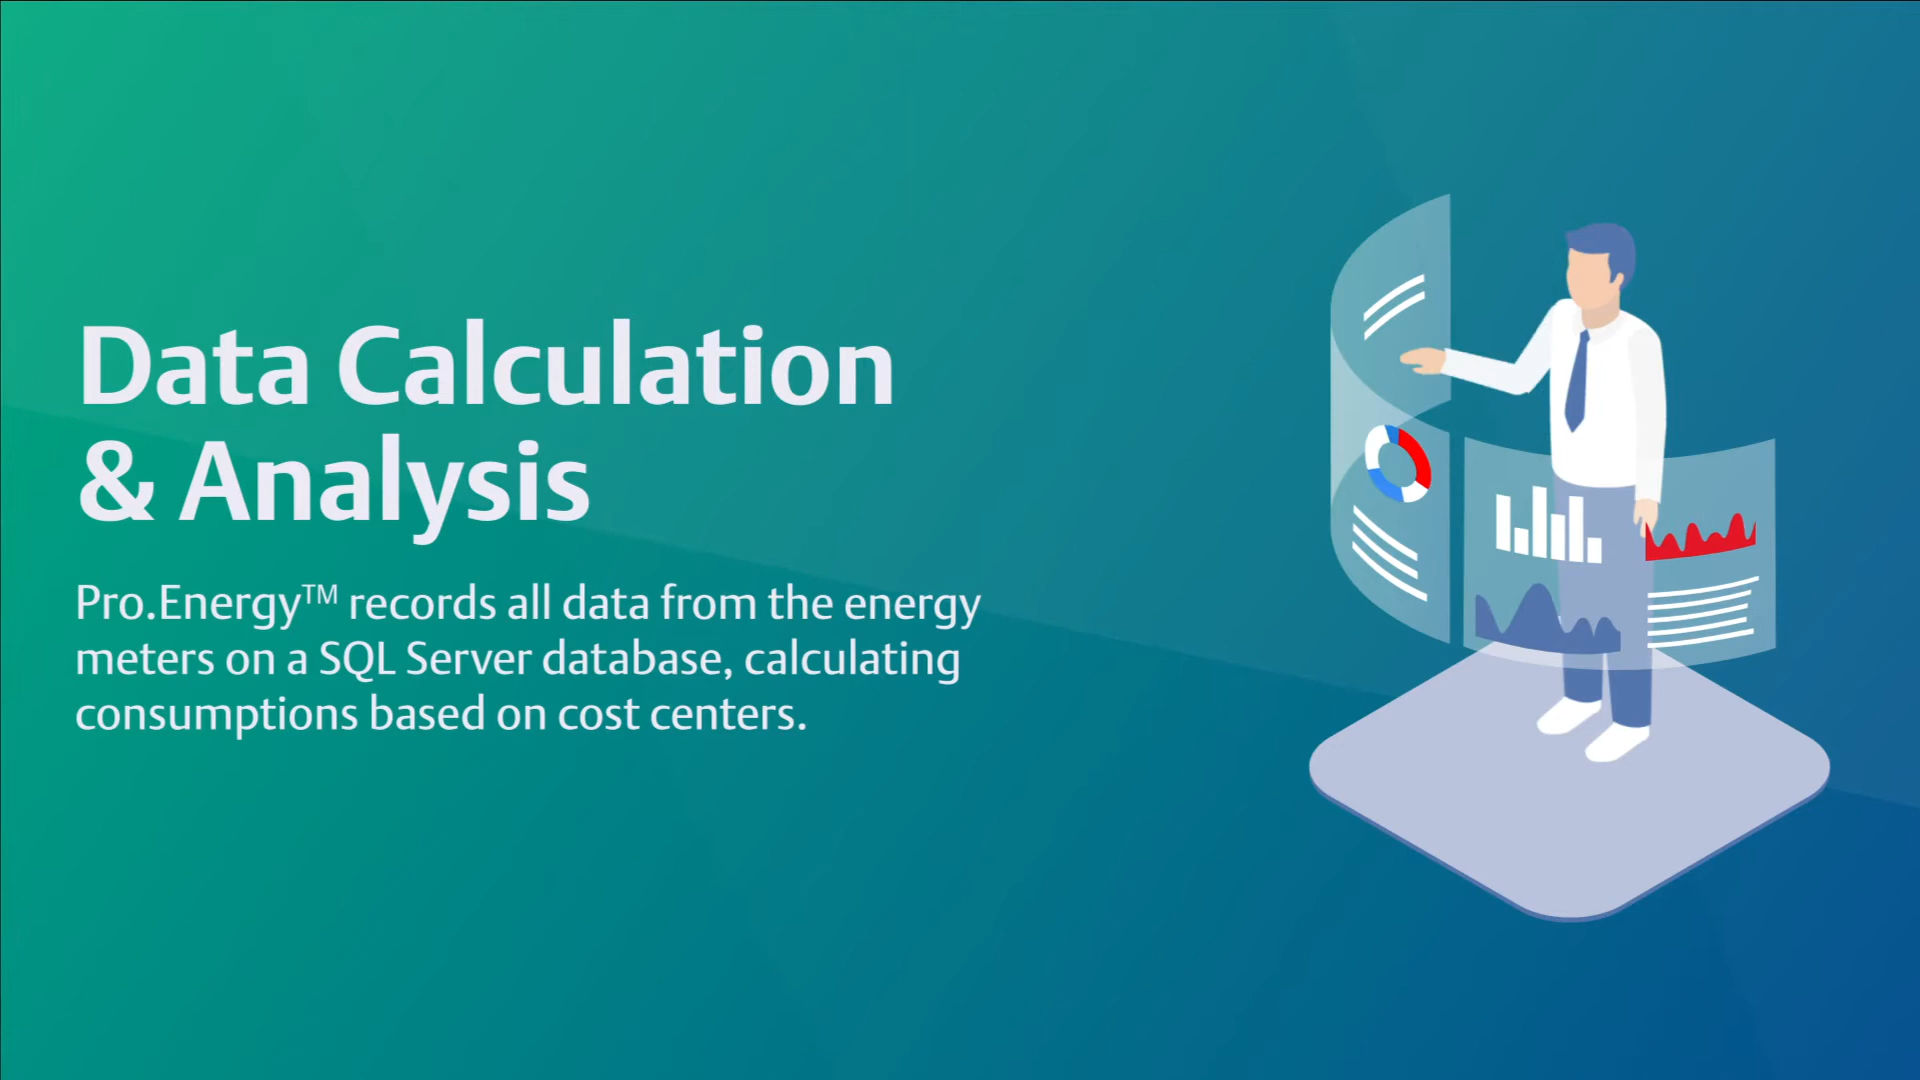 Data Calculation
& Analysis
Pro.Energy™ records all data from the energy
meters on a SQL Server database, calculating
consumptions based on cost centers.